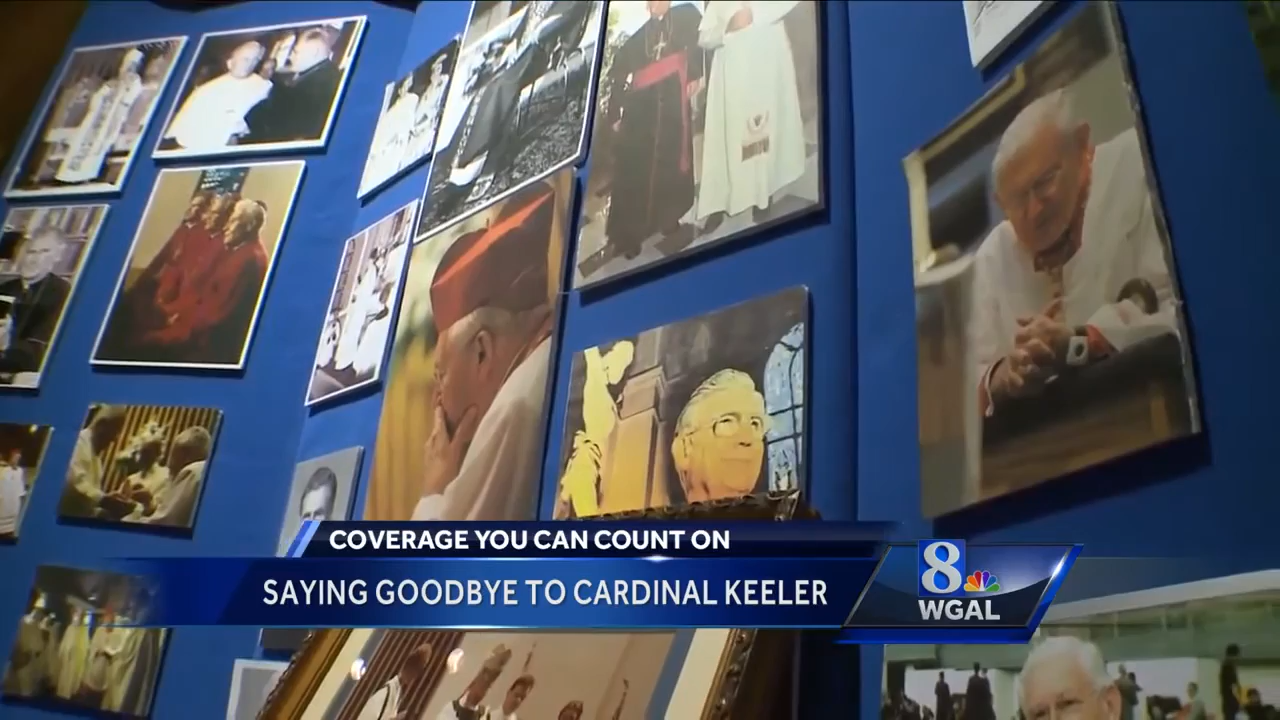 COVERAGE YOU CAN COUNT ON
SAYING GOODBYE TO CARDINAL KEELER
8
WGAL